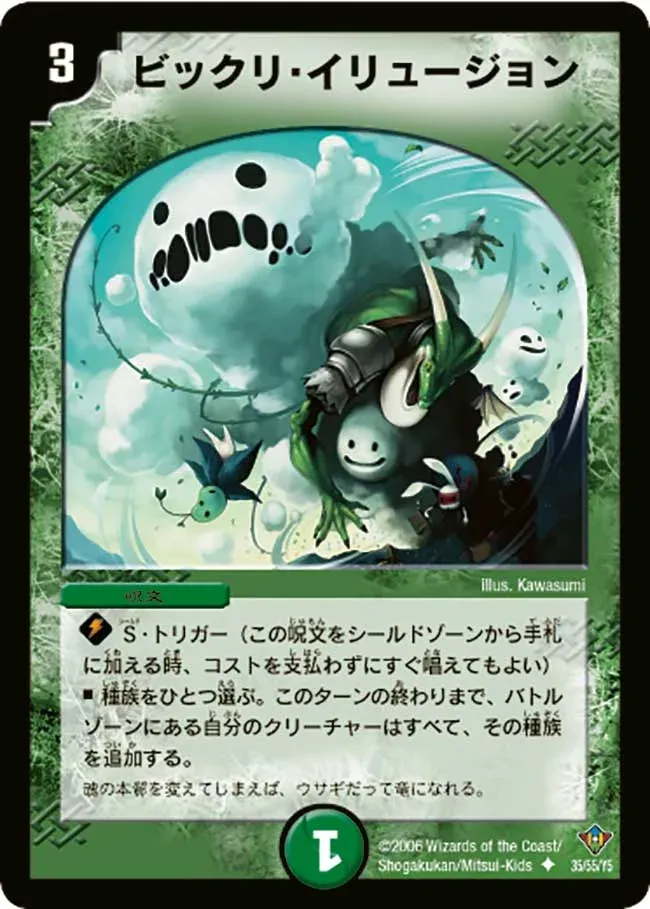 3
ビックリ・イリュージョン
illus. Kawasumi
呪文
S・トリガー（この呪文をシールドゾーンから手札
に加える時、コストを支払わずにすぐ唱えてもよい）
■ 種族をひとつ選ぶ。このターンの終わりまで、バトル
ゾーンにある自分のクリーチャーはすべて、その種族
を追加する。
魂の本質を変えてしまえば、ウサギだって竜になれる。
1
©2006 Wizards of the Coast/
Shogakukan/Mitsui-Kids ♦ 35/55/Y5